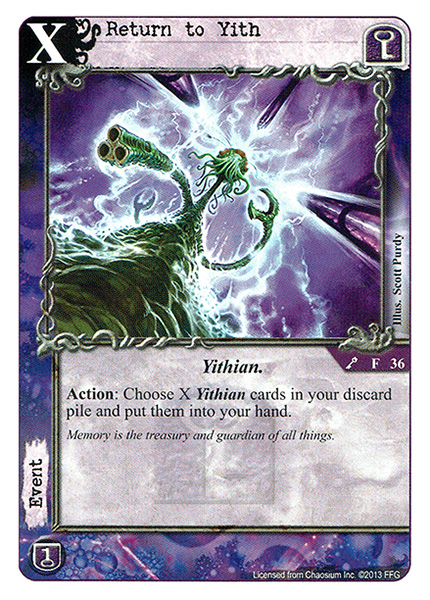 X
Return to Yith
Illus. Scott Purdy
Yithian.
F 36
Action: Choose X Yithian cards in your discard
pile and put them into your hand.
Memory is the treasury and guardian of all things.
Event
1
Licensed from Chaosium Inc. ©2013 FFG